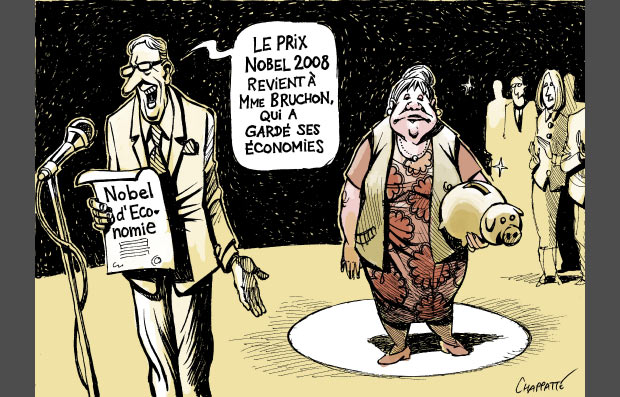 LE PRIX
NOBEL 2008
REVIENT À
MME BRUCHON,
QUI A
GARDÉ SES
ÉCONOMIES
Nobel
d'Eco-
nomie
©
CHAPPATTE